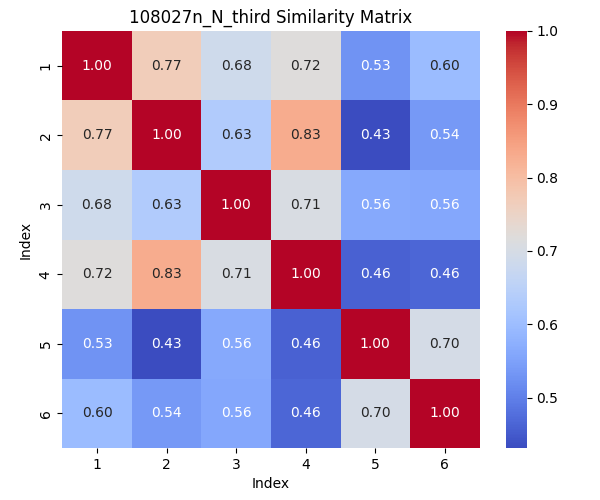 108027n_N_third Similarity Matrix
1 1.00 0.77 0.68 0.72 0.53 0.60
2 0.77 1.00 0.63 0.83 0.43 0.54
3 0.68 0.63 1.00 0.71 0.56 0.56
4 0.72 0.83 0.71 1.00 0.46 0.46
5 0.53 0.43 0.56 0.46 1.00 0.70
6 0.60 0.54 0.56 0.46 0.70 1.00
1 2 3 4 5 6
Index
Index
1.0
0.9
0.8
0.7
0.6
0.5